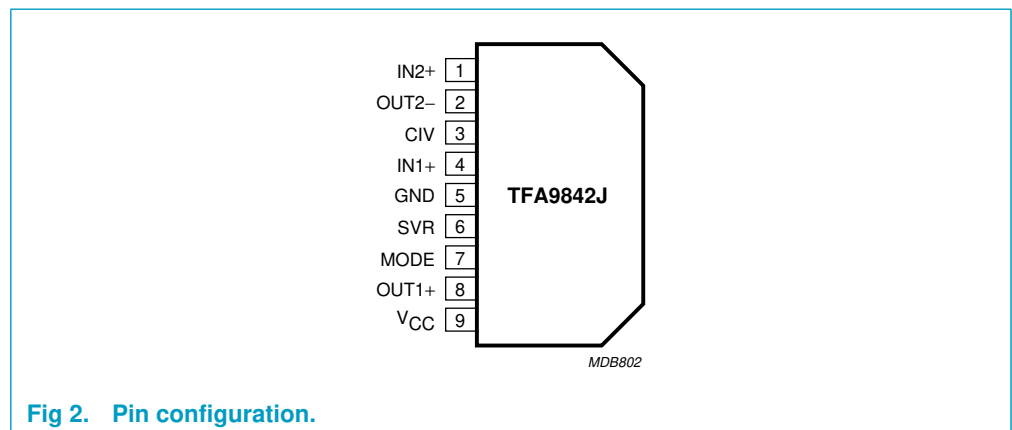 IN2+ 1
OUT2− 2
CIV 3
IN1+ 4
GND 5
SVR 6
MODE 7
OUT1+ 8
VCC 9
TFA9842J
MDB802
Fig 2. Pin configuration.